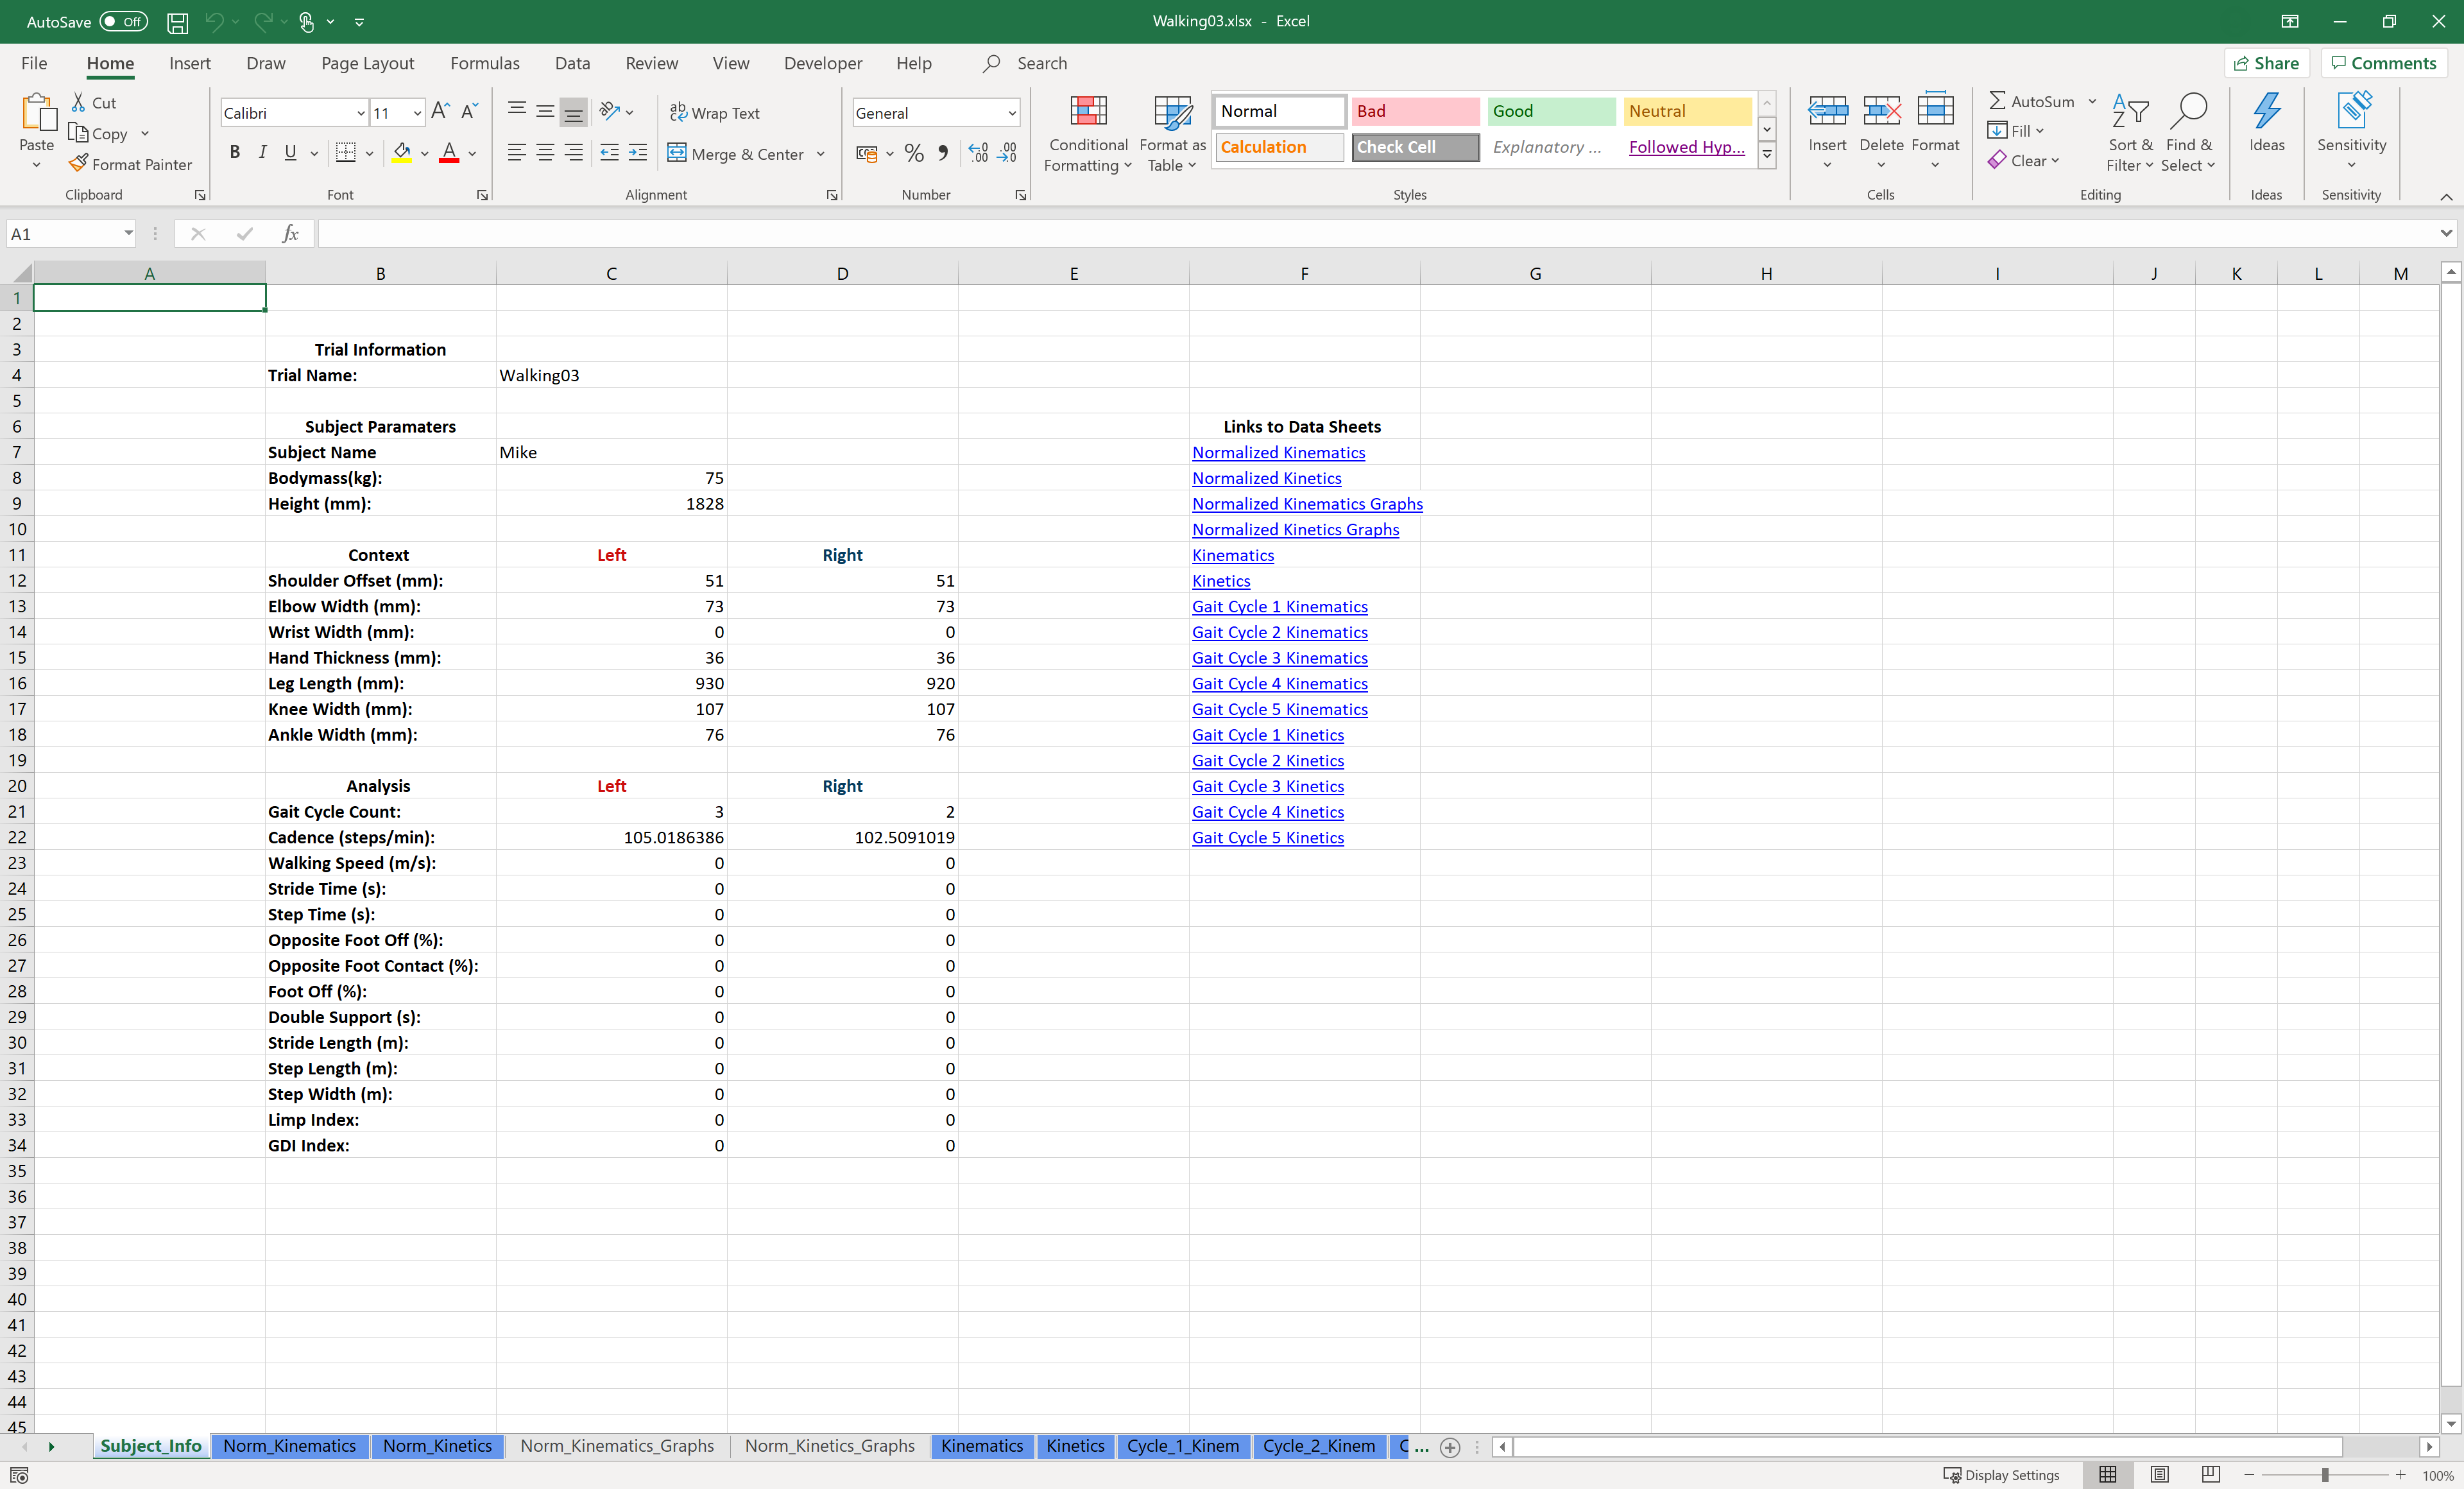 AutoSave Off Walking03.xlsx - Excel
File Home Insert Draw Page Layout Formulas Data Review View Developer Help Search Share Comments
Paste Cut Copy Format Painter Clipboard
Calibri 11 B I U A Font
Wrap Text Merge & Center Alignment
General % Number
Conditional Formatting Format as Table
Normal Bad Good Neutral
Calculation Check Cell Explanatory ... Followed Hyp...
Styles
Insert Delete Format Cells
AutoSum Fill Clear Sort & Filter Find & Select Editing
Ideas Ideas
Sensitivity Sensitivity
A1 fx
A B C D E F G H I J K L M
1
2
3 Trial Information
4 Trial Name: Walking03
5
6 Subject Paramaters Links to Data Sheets
7 Subject Name Mike Normalized Kinematics
8 Bodymass(kg): 75 Normalized Kinetics
9 Height (mm): 1828 Normalized Kinematics Graphs
10 Normalized Kinetics Graphs
11 Context Left Right Kinematics
12 Shoulder Offset (mm): 51 51 Kinetics
13 Elbow Width (mm): 73 73 Gait Cycle 1 Kinematics
14 Wrist Width (mm): 0 0 Gait Cycle 2 Kinematics
15 Hand Thickness (mm): 36 36 Gait Cycle 3 Kinematics
16 Leg Length (mm): 930 920 Gait Cycle 4 Kinematics
17 Knee Width (mm): 107 107 Gait Cycle 5 Kinematics
18 Ankle Width (mm): 76 76 Gait Cycle 1 Kinetics
19 Gait Cycle 2 Kinetics
20 Analysis Left Right Gait Cycle 3 Kinetics
21 Gait Cycle Count: 3 2 Gait Cycle 4 Kinetics
22 Cadence (steps/min): 105.0186386 102.5091019 Gait Cycle 5 Kinetics
23 Walking Speed (m/s): 0 0
24 Stride Time (s): 0 0
25 Step Time (s): 0 0
26 Opposite Foot Off (%): 0 0
27 Opposite Foot Contact (%): 0 0
28 Foot Off (%): 0 0
29 Double Support (s): 0 0
30 Stride Length (m): 0 0
31 Step Length (m): 0 0
32 Step Width (m): 0 0
33 Limp Index: 0 0
34 GDI Index: 0 0
35
36
37
38
39
40
41
42
43
44
45
Subject_Info Norm_Kinematics Norm_Kinetics Norm_Kinematics_Graphs Norm_Kinetics_Graphs Kinematics Kinetics Cycle_1_Kinem Cycle_2_Kinem C ...
Display Settings 100%